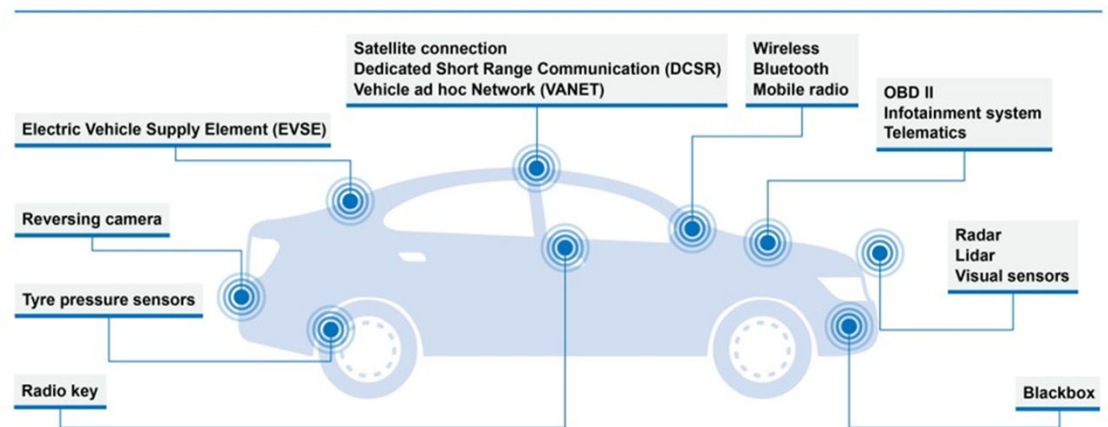 Satellite connection
Dedicated Short Range Communication (DCSR)
Vehicle ad hoc Network (VANET)
Wireless
Bluetooth
Mobile radio
OBD II
Infotainment system
Telematics
Electric Vehicle Supply Element (EVSE)
Reversing camera
Radar
Lidar
Visual sensors
Tyre pressure sensors
Radio key
Blackbox